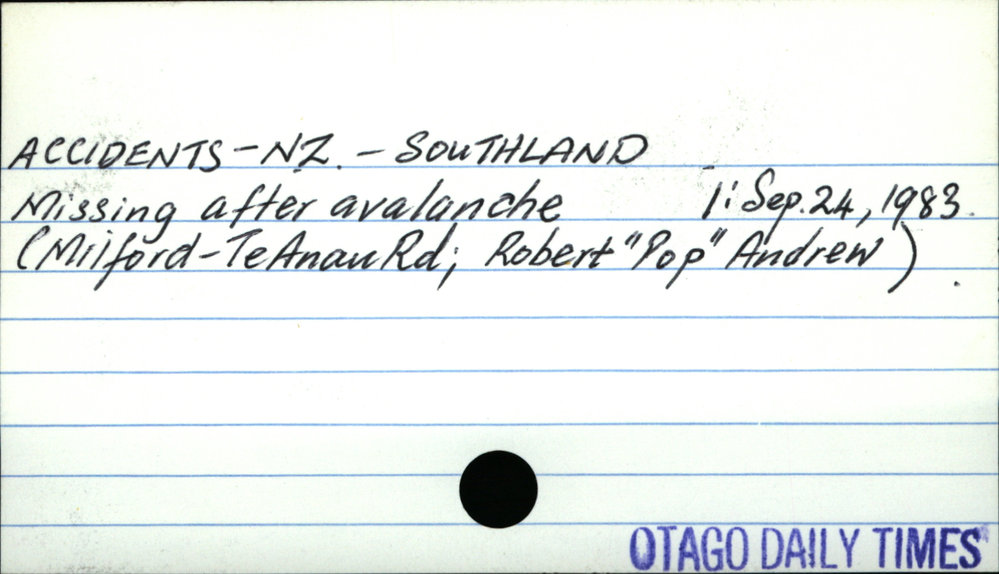 ACCIDENTS - NZ. - SOUTHLAND
Missing after avalanche 1: Sep. 24, 1983.
(Milford-Te Anau Rd; Robert "Pop" Andrew).
OTAGO DAILY TIMES